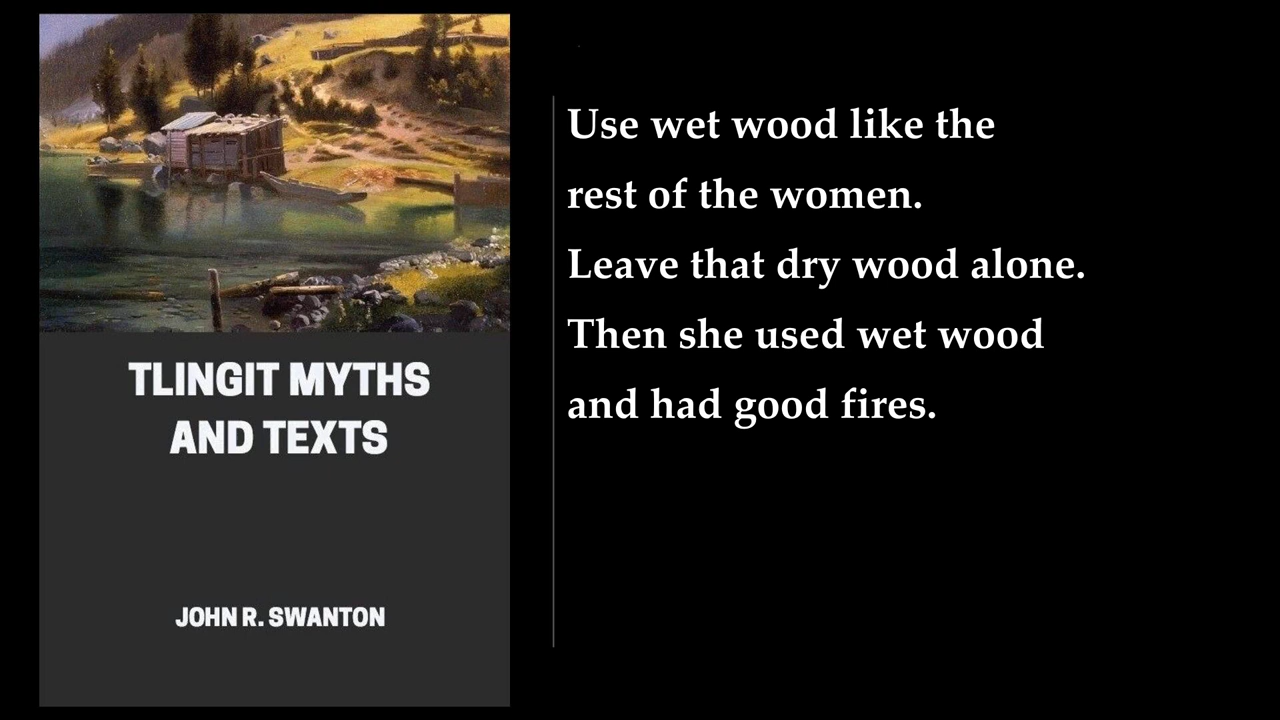 TLINGIT MYTHS
AND TEXTS
JOHN R. SWANTON
Use wet wood like the
rest of the women.
Leave that dry wood alone.
Then she used wet wood
and had good fires.